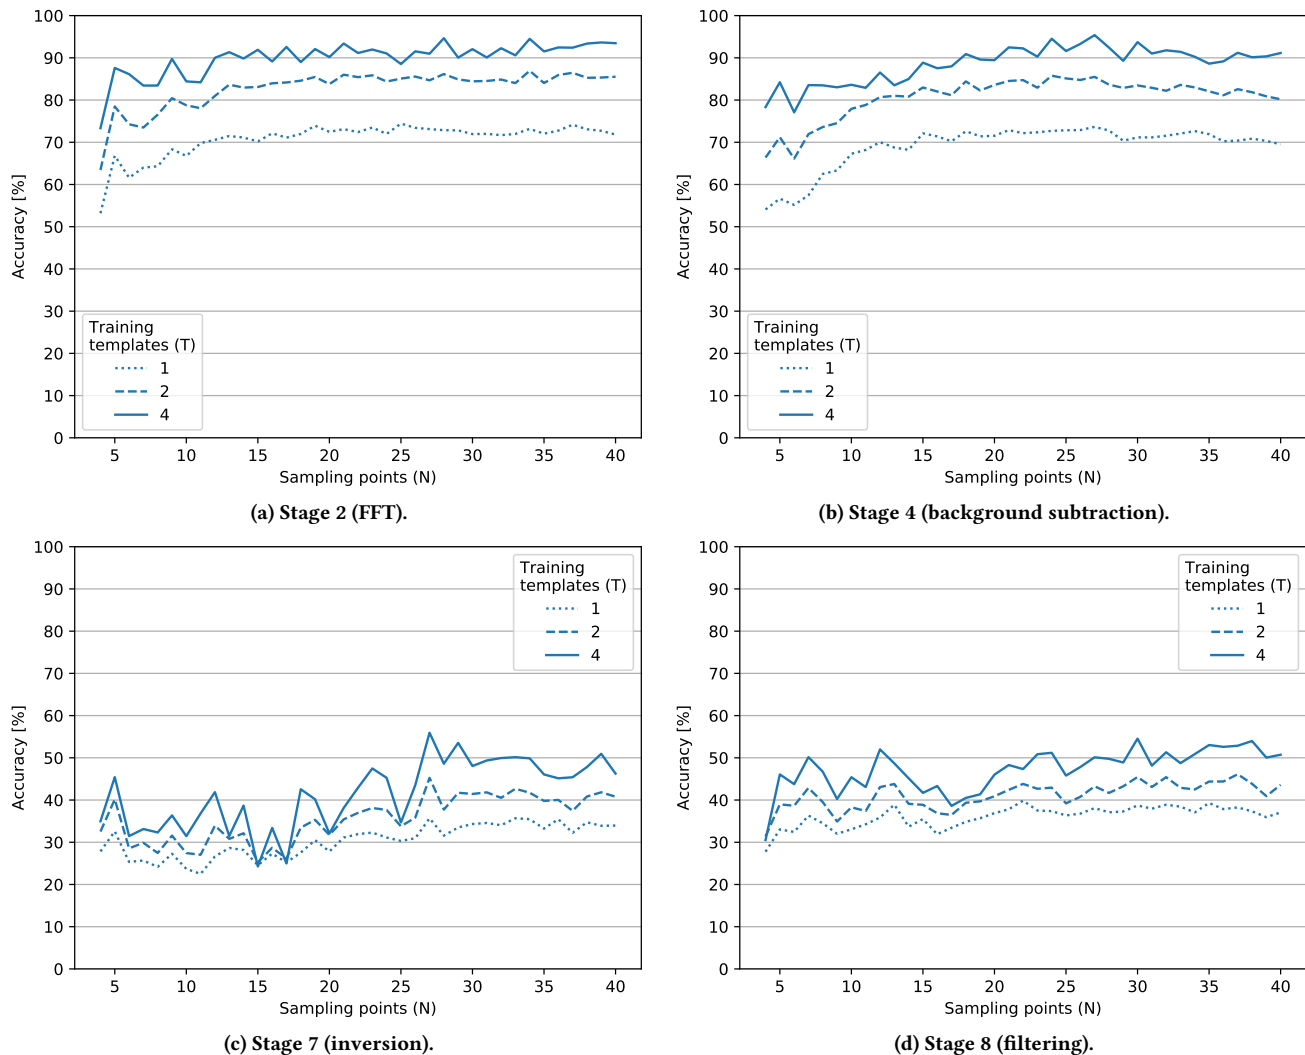 100
90
80
70
60
50
40
30
20
10
0
Accuracy [%]
Training
templates (T)
1
2
4
5 10 15 20 25 30 35 40
Sampling points (N)
(a) Stage 2 (FFT).
100
90
80
70
60
50
40
30
20
10
0
Accuracy [%]
Training
templates (T)
1
2
4
5 10 15 20 25 30 35 40
Sampling points (N)
(b) Stage 4 (background subtraction).
100
90
80
70
60
50
40
30
20
10
0
Accuracy [%]
Training
templates (T)
1
2
4
5 10 15 20 25 30 35 40
Sampling points (N)
(c) Stage 7 (inversion).
100
90
80
70
60
50
40
30
20
10
0
Accuracy [%]
Training
templates (T)
1
2
4
5 10 15 20 25 30 35 40
Sampling points (N)
(d) Stage 8 (filtering).